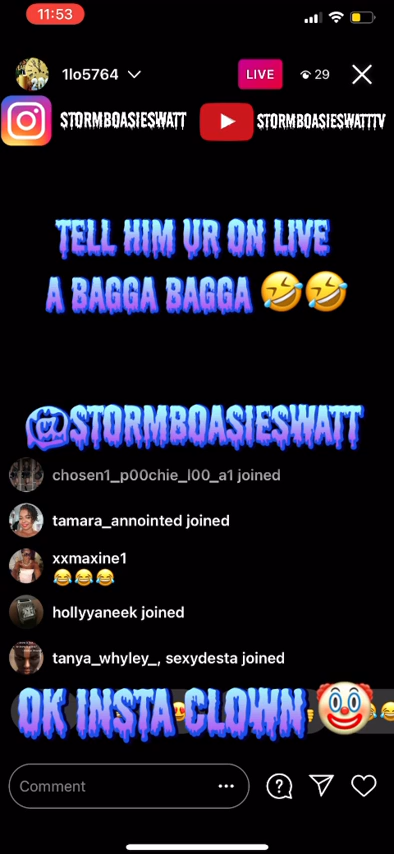 11:53
1lo5764
LIVE
29
STORMBOASIESWATT
STORMBOASIESWATTTV
TELL HIM UR ON LIVE
A BAGGA BAGGA 🤣🤣
@STORMBOASIESWATT
chosen1_p00chie_l00_a1 joined
tamara_annointed joined
xxmaxine1
😂😂😂
hollyyaneek joined
tanya_whyley_, sexydesta joined
OK INSTA CLOWN 🤡
Comment